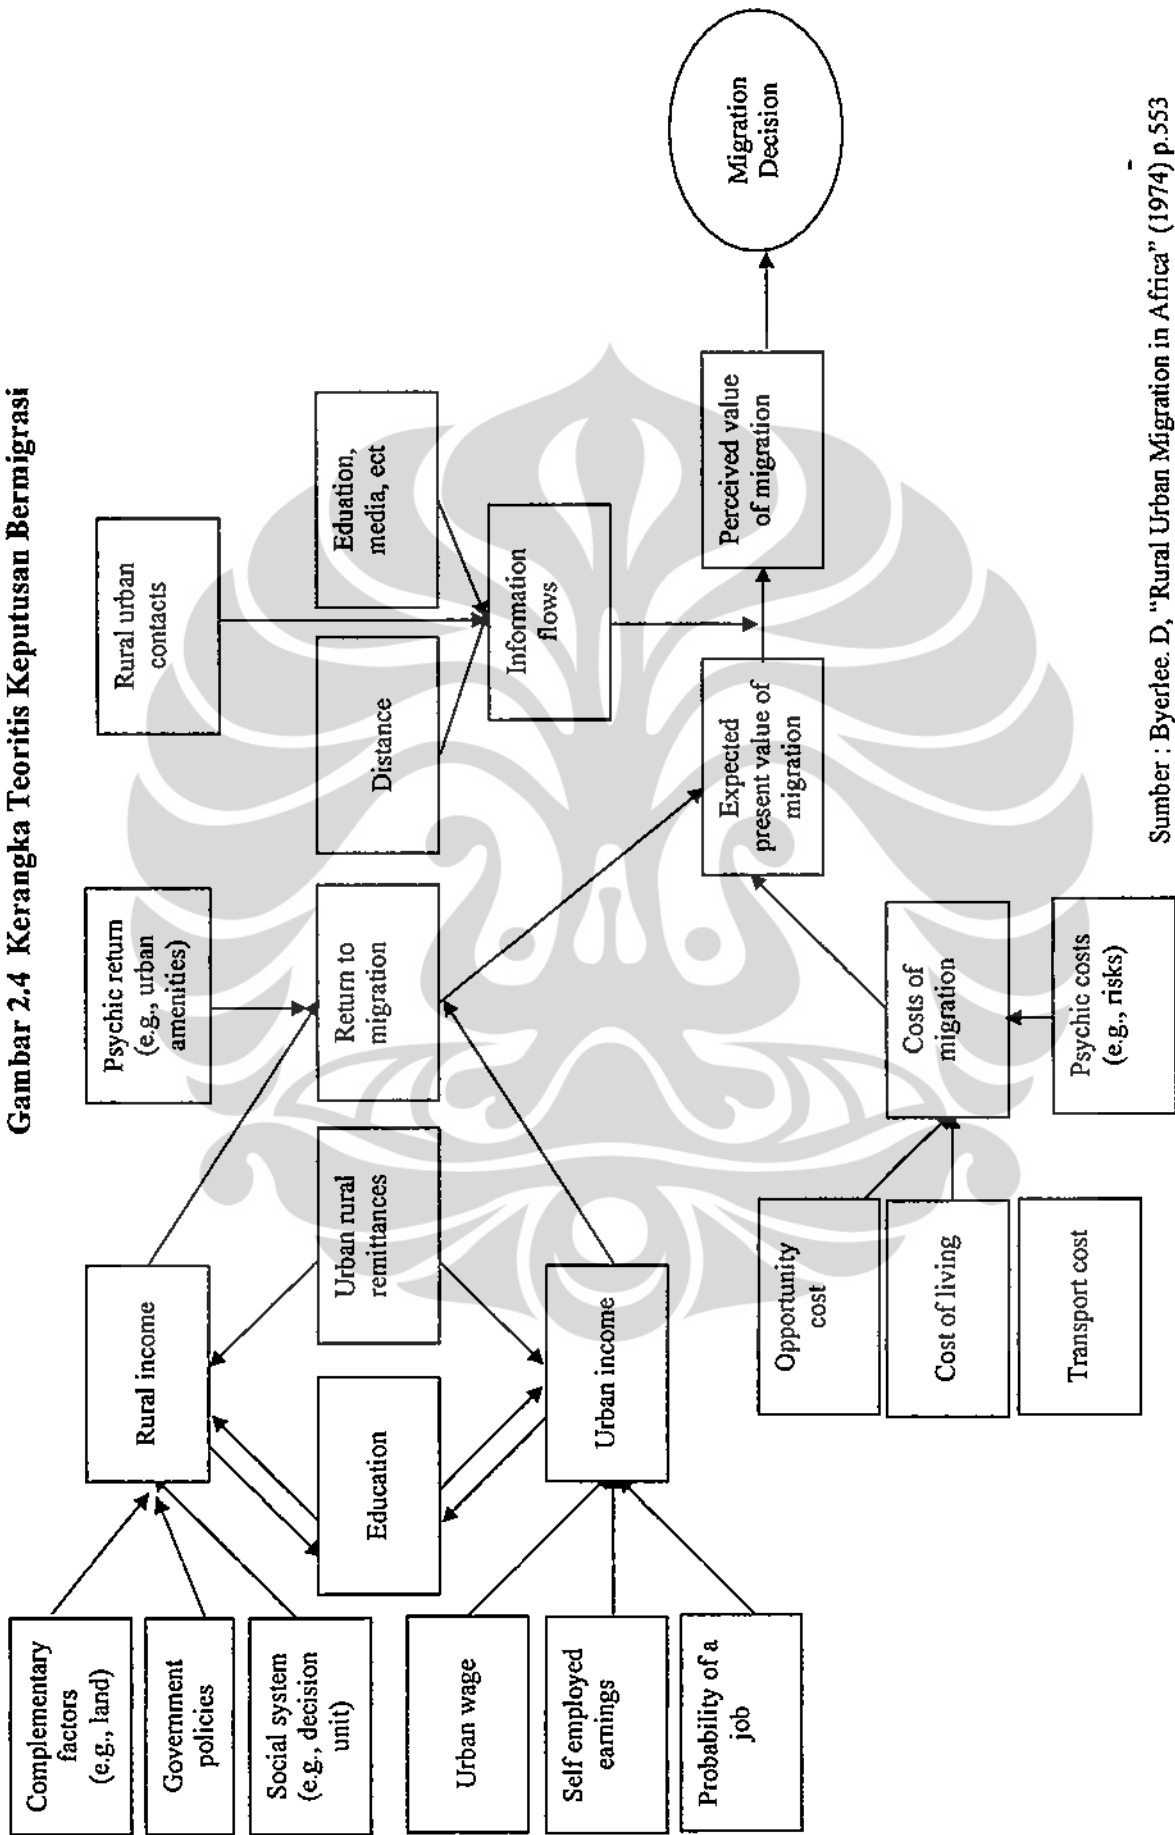 Gambar 2.4 Kerangka Teoritis Keputusan Bermigrasi
Complementary
factors
(e.g., land)
Government
policies
Social system
(e.g., decision
unit)
Urban wage
Self employed
earnings
Probability of a
job
Rural income
Education
Urban income
Urban rural
remittances
Psychic return
(e.g., urban
amenities)
Return to
migration
Opportunity
cost
Cost of living
Transport cost
Costs of
migration
Psychic costs
(e.g., risks)
Rural urban
contacts
Distance
Eduation,
media, ect
Information
flows
Expected
present value of
migration
Perceived value
of migration
Migration
Decision
Sumber : Byerlee. D, “Rural Urban Migration in Africa” (1974) p.553